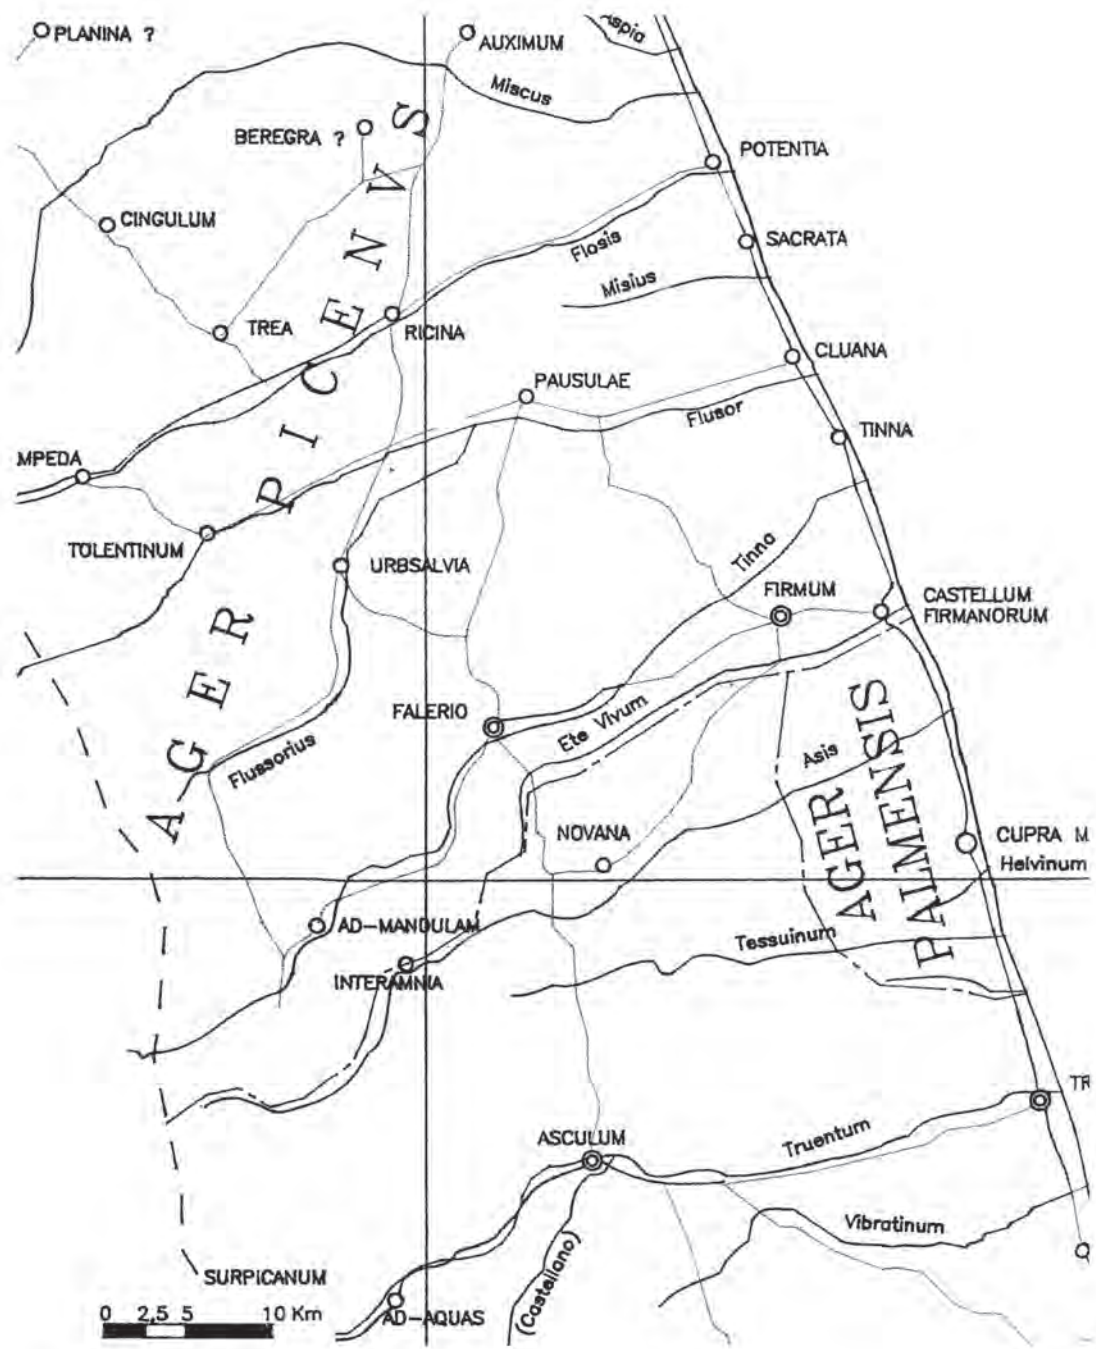 PLANINA ?
AUXIMUM
Aspia
Miscus
BEREGRA ?
POTENTIA
CINGULUM
SACRATA
Flosis
Misius
TREA
RICINA
CLUANA
PAUSULAE
Flusor
TINNA
MPEDA
TOLENTINUM
URBSALVIA
Tinna
FIRMUM
CASTELLUM
FIRMANORUM
AGER PICENVS
FALERIO
Ete Vivum
Flussorius
Asis
AGER
PALMENSIS
NOVANA
CUPRA M
Helvinum
AD-MANDULAM
Tessuinum
INTERAMNIA
TR
ASCULUM
Truentum
Vibratinum
(Castellano)
SURPICANUM
0 2,5 5 10 Km
AD-AQUAS